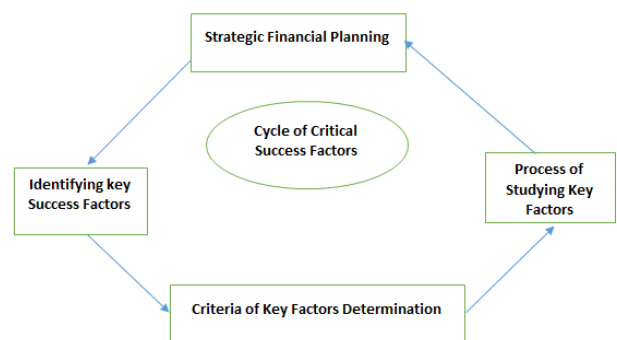 Strategic Financial Planning
Cycle of Critical
Success Factors
Identifying key
Success Factors
Process of
Studying Key
Factors
Criteria of Key Factors Determination